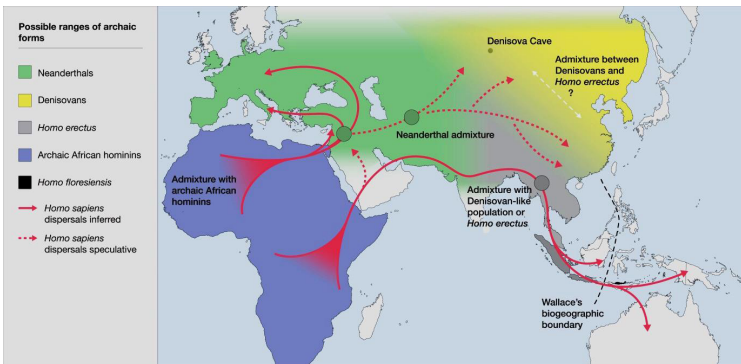 Possible ranges of archaic
forms
Neanderthals
Denisovans
Homo erectus
Archaic African hominins
Homo floresiensis
Homo sapiens
dispersals inferred
Homo sapiens
dispersals speculative
Denisova Cave
Admixture between
Denisovans and
Homo errectus
?
Neanderthal admixture
Admixture with
archaic African
hominins
Admixture with
Denisovan-like
population or
Homo erectus
Wallace's
biogeographic
boundary